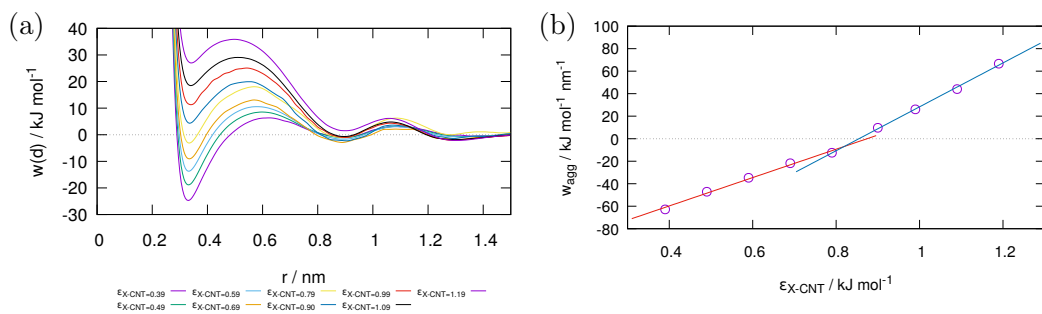 (a)
w(d) / kJ mol⁻¹
40
30
20
10
0
-10
-20
-30
0 0.2 0.4 0.6 0.8 1 1.2 1.4
r / nm
εX-CNT=0.39 εX-CNT=0.59 εX-CNT=0.79 εX-CNT=0.99 εX-CNT=1.19
εX-CNT=0.49 εX-CNT=0.69 εX-CNT=0.90 εX-CNT=1.09
(b)
wagg / kJ mol⁻¹ nm⁻¹
100
80
60
40
20
0
-20
-40
-60
-80
0.4 0.6 0.8 1 1.2
εX-CNT / kJ mol⁻¹